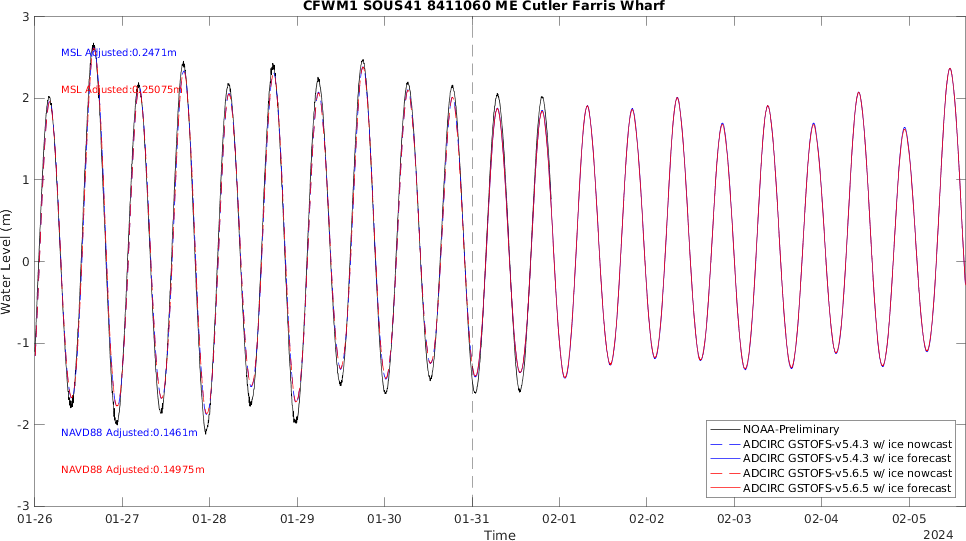 CFWM1 SOUS41 8411060 ME Cutler Farris Wharf
3
MSL Adjusted:0.2471m
MSL Adjusted:0.25075m
2
1
0
Water Level (m)
-1
-2
NAVD88 Adjusted:0.1461m
NAVD88 Adjusted:0.14975m
-3
NOAA-Preliminary
ADCIRC GSTOFS-v5.4.3 w/ ice nowcast
ADCIRC GSTOFS-v5.4.3 w/ ice forecast
ADCIRC GSTOFS-v5.6.5 w/ ice nowcast
ADCIRC GSTOFS-v5.6.5 w/ ice forecast
01-26 01-27 01-28 01-29 01-30 01-31 02-01 02-02 02-03 02-04 02-05
Time
2024